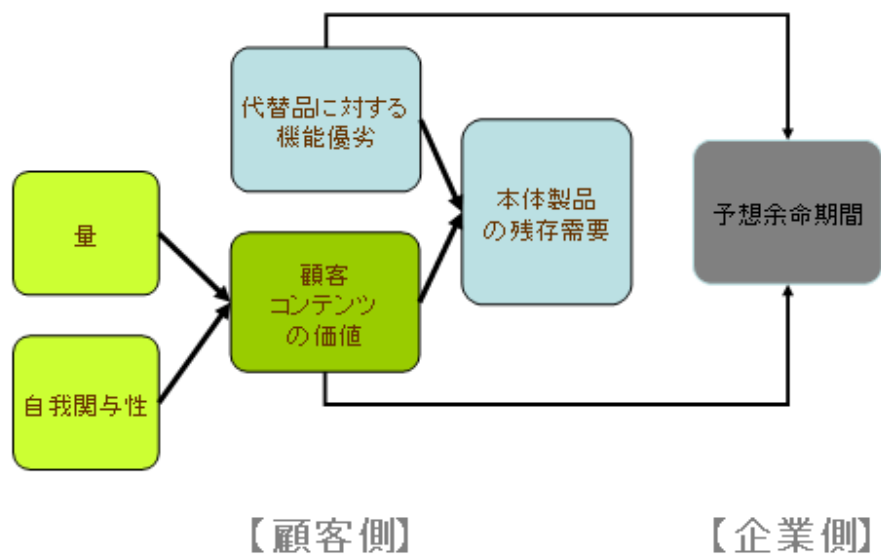 代替品に対する
機能優劣
本体製品
の残存需要
予想余命期間
量
顧客
コンテンツ
の価値
自我関与性
【顧客側】
【企業側】